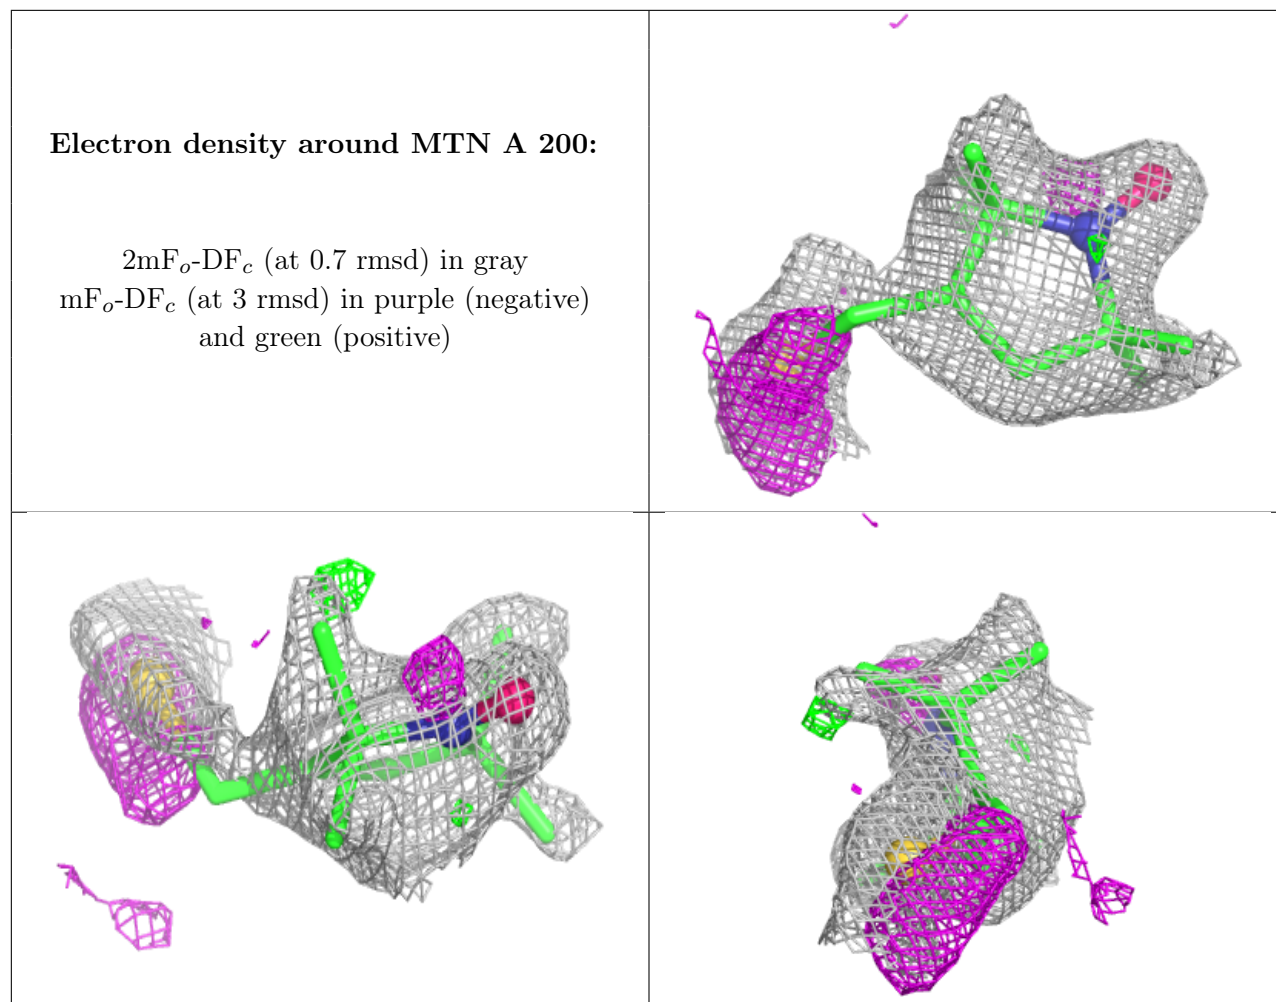 Electron density around MTN A 200:
2mFo-DFc (at 0.7 rmsd) in gray
mFo-DFc (at 3 rmsd) in purple (negative)
and green (positive)